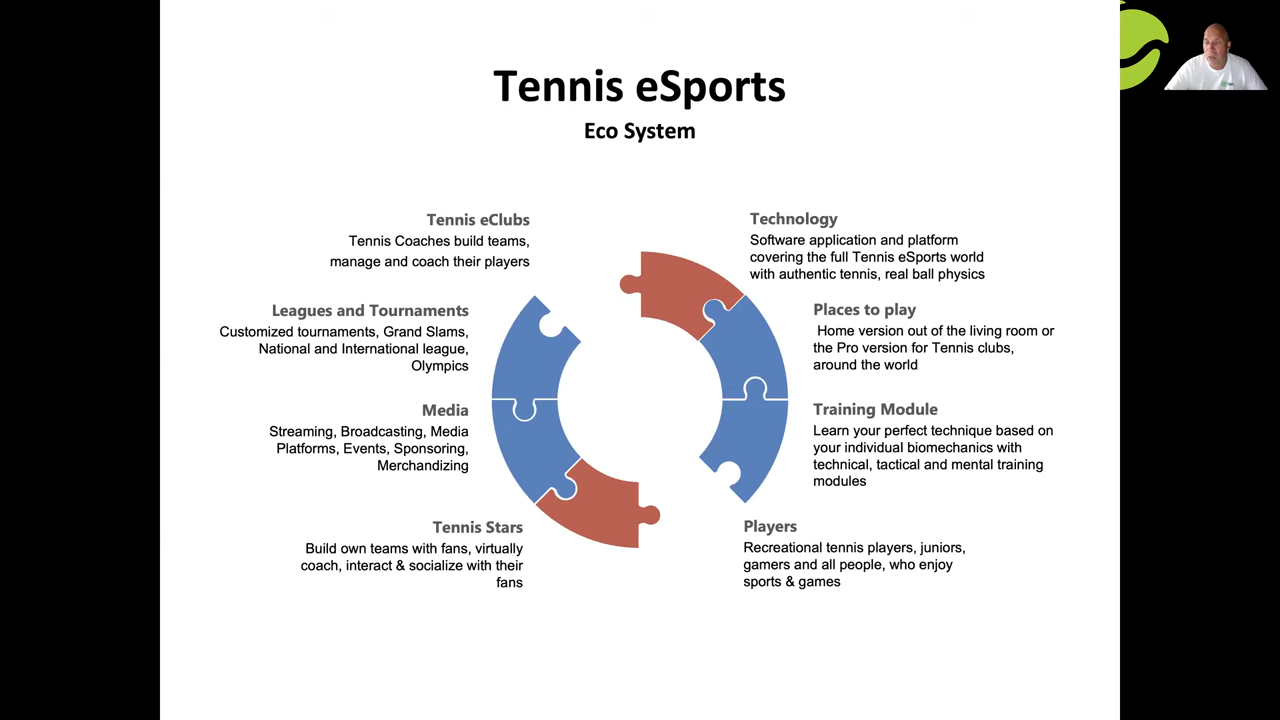 Tennis eSports
Eco System
Tennis eClubs
Tennis Coaches build teams,
manage and coach their players
Leagues and Tournaments
Customized tournaments, Grand Slams,
National and International league,
Olympics
Media
Streaming, Broadcasting, Media
Platforms, Events, Sponsoring,
Merchandizing
Tennis Stars
Build own teams with fans, virtually
coach, interact & socialize with their
fans
Technology
Software application and platform
covering the full Tennis eSports world
with authentic tennis, real ball physics
Places to play
Home version out of the living room or
the Pro version for Tennis clubs,
around the world
Training Module
Learn your perfect technique based on
your individual biomechanics with
technical, tactical and mental training
modules
Players
Recreational tennis players, juniors,
gamers and all people, who enjoy
sports & games